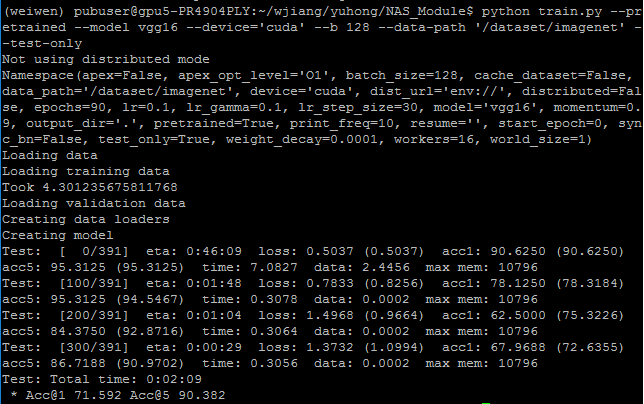 (weiwen) pubuser@gpu5-PR4904PLY:~/wjiang/yuhong/NAS_Module$ python train.py --pr
etrained --model vgg16 --device='cuda' --b 128 --data-path '/dataset/imagenet' -
-test-only
Not using distributed mode
Namespace(apex=False, apex_opt_level='O1', batch_size=128, cache_dataset=False,
data_path='/dataset/imagenet', device='cuda', dist_url='env://', distributed=Fal
se, epochs=90, lr=0.1, lr_gamma=0.1, lr_step_size=30, model='vgg16', momentum=0.
9, output_dir='.', pretrained=True, print_freq=10, resume='', start_epoch=0, syn
c_bn=False, test_only=True, weight_decay=0.0001, workers=16, world_size=1)
Loading data
Loading training data
Took 4.301235675811768
Loading validation data
Creating data loaders
Creating model
Test:  [  0/391]  eta: 0:46:09  loss: 0.5037 (0.5037)  acc1: 90.6250 (90.6250)
acc5: 95.3125 (95.3125)  time: 7.0827  data: 2.4456  max mem: 10796
Test:  [100/391]  eta: 0:01:48  loss: 0.7833 (0.8256)  acc1: 78.1250 (78.3184)
acc5: 95.3125 (94.5467)  time: 0.3078  data: 0.0002  max mem: 10796
Test:  [200/391]  eta: 0:01:04  loss: 1.4968 (0.9664)  acc1: 62.5000 (75.3226)
acc5: 84.3750 (92.8716)  time: 0.3064  data: 0.0002  max mem: 10796
Test:  [300/391]  eta: 0:00:29  loss: 1.3732 (1.0994)  acc1: 67.9688 (72.6355)
acc5: 86.7188 (90.9702)  time: 0.3056  data: 0.0002  max mem: 10796
Test: Total time: 0:02:09
* Acc@1 71.592 Acc@5 90.382